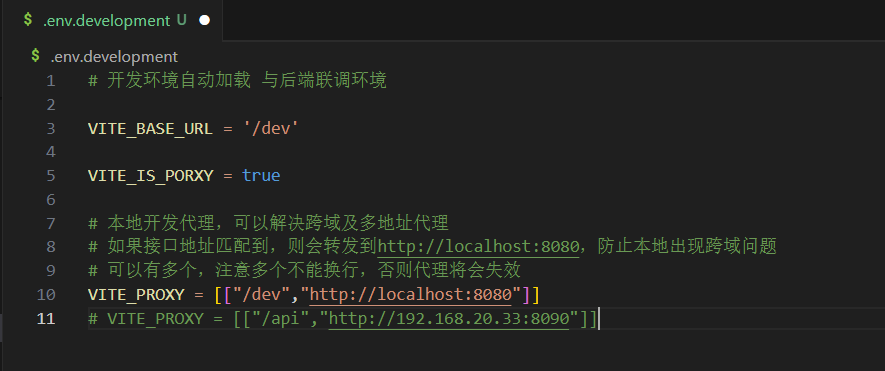 $ .env.development U
$ .env.development
1 # 开发环境自动加载 与后端联调环境
2
3 VITE_BASE_URL = '/dev'
4
5 VITE_IS_PORXY = true
6
7 # 本地开发代理，可以解决跨域及多地址代理
8 # 如果接口地址匹配到，则会转发到http://localhost:8080，防止本地出现跨域问题
9 # 可以有多个，注意多个不能换行，否则代理将会失效
10 VITE_PROXY = [["/dev","http://localhost:8080"]]
11 # VITE_PROXY = [["/api","http://192.168.20.33:8090"]]